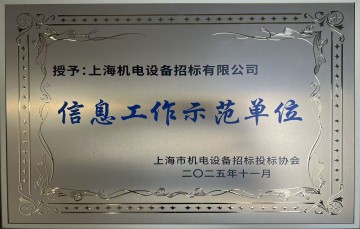 授予：上海机电设备招标有限公司
信息工作示范单位
上海市机电设备招标投标协会
二〇二五年十一月